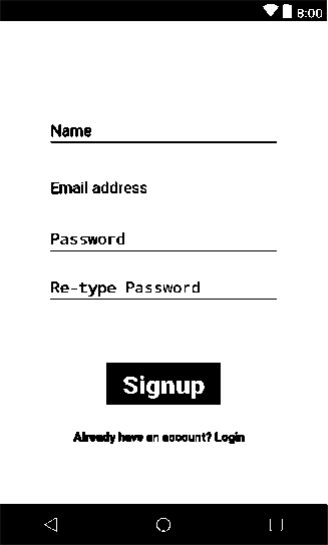 8:00
Name
Email address
Password
Re-type Password
Signup
Already have an account? Login